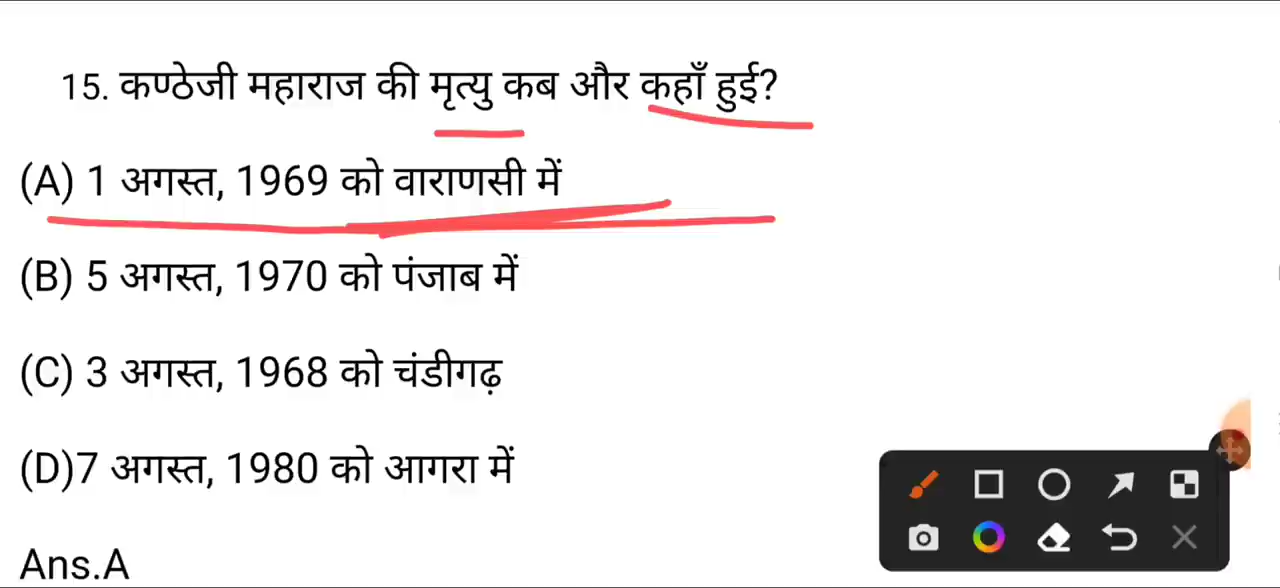 15. कण्ठेजी महाराज की मृत्यु कब और कहाँ हुई?
(A) 1 अगस्त, 1969 को वाराणसी में
(B) 5 अगस्त, 1970 को पंजाब में
(C) 3 अगस्त, 1968 को चंडीगढ़
(D)7 अगस्त, 1980 को आगरा में
Ans.A